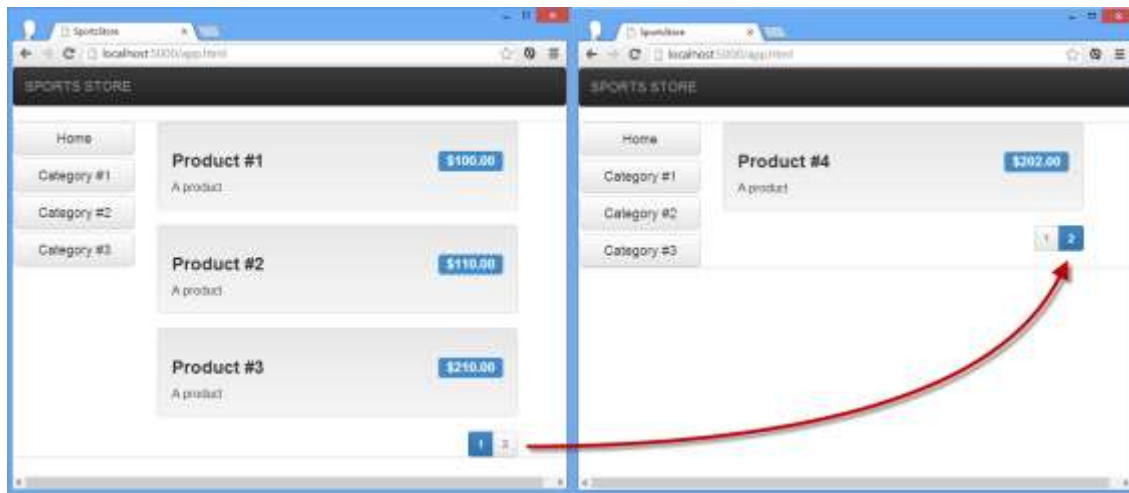 SportsStore
localhost:5000/app.html
SPORTS STORE
Home
Category #1
Category #2
Category #3
Product #1
$100.00
A product
Product #2
$110.00
A product
Product #3
$210.00
A product
1 2
SportsStore
localhost:5000/app.html
SPORTS STORE
Home
Category #1
Category #2
Category #3
Product #4
$202.00
A product
1 2